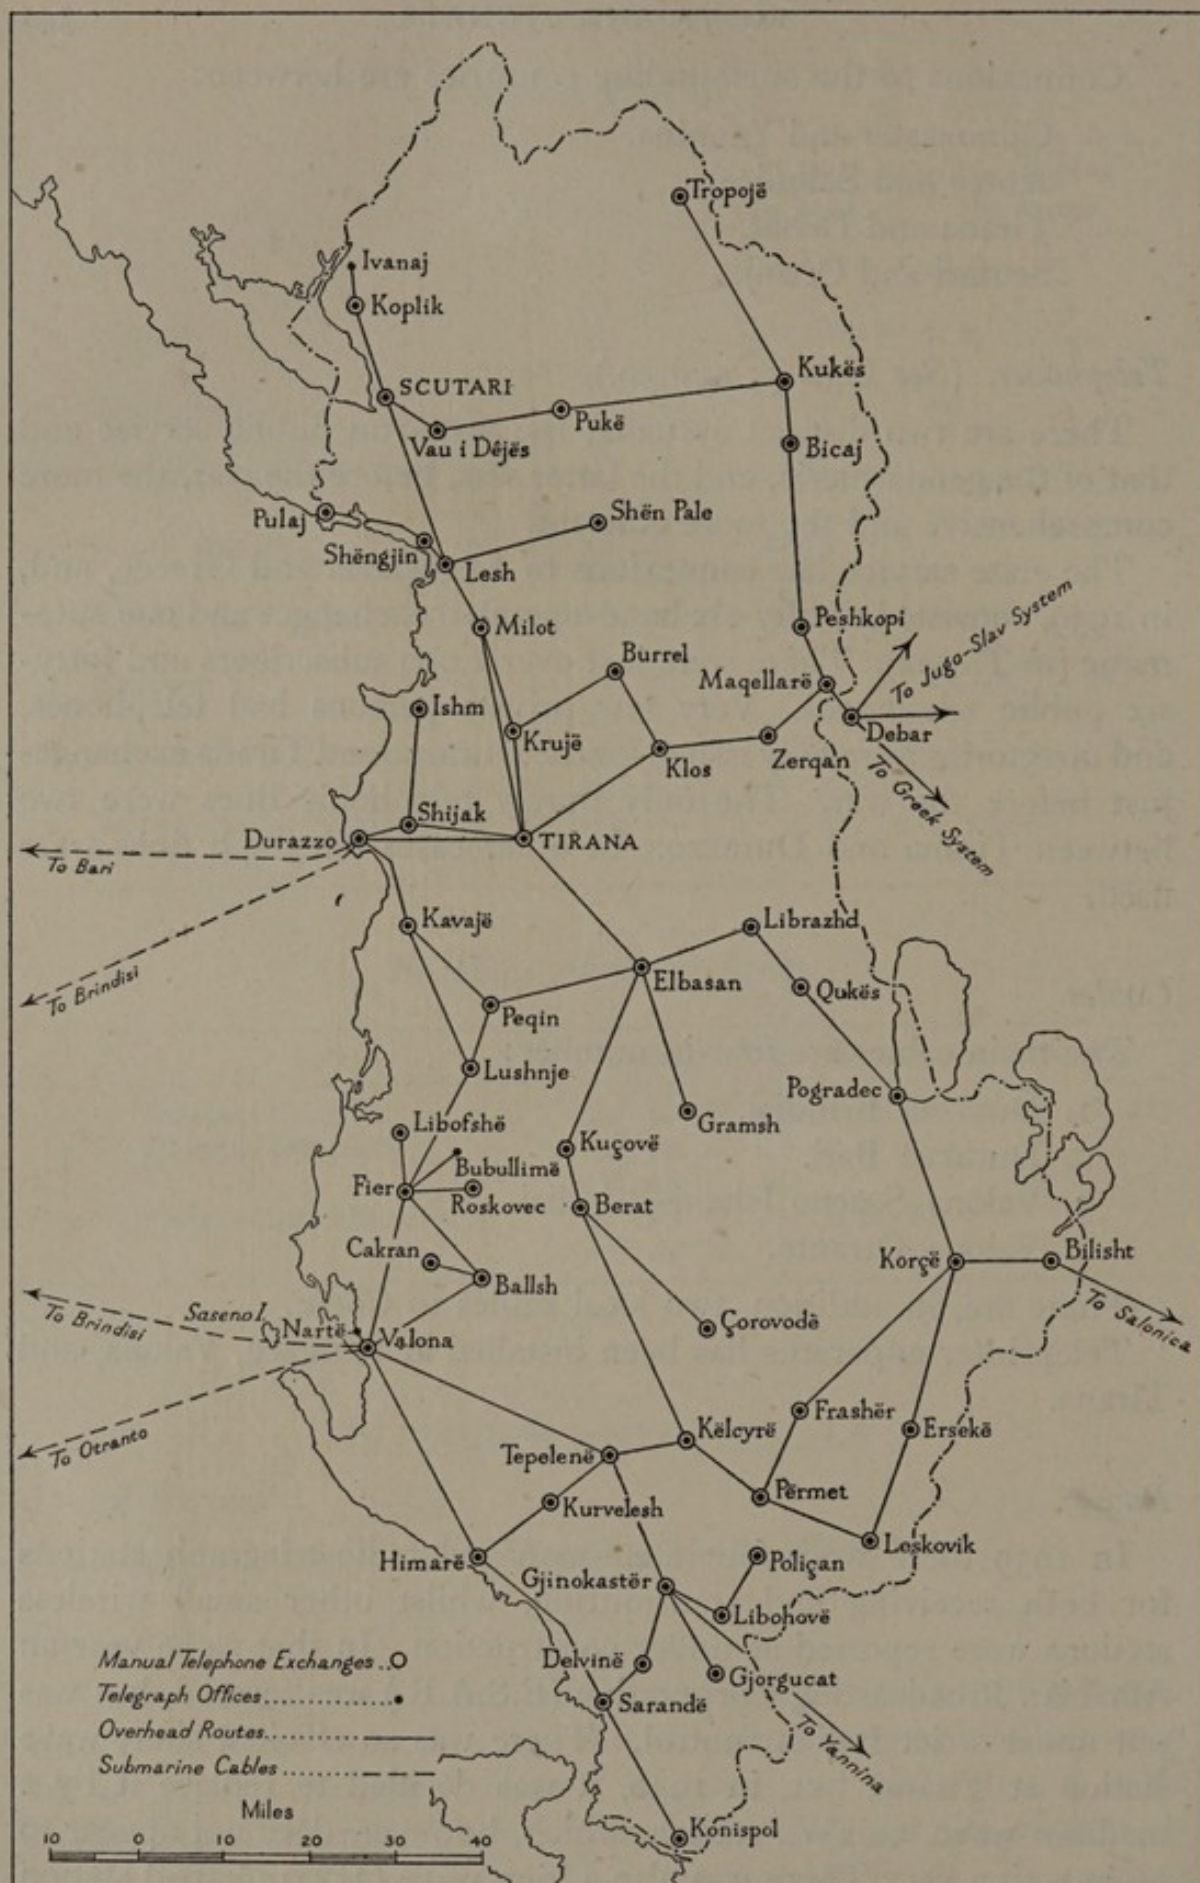 Tropojë
Ivanaj
Koplik
Kukës
SCUTARI
Pukë
Vau i Dêjës
Bicaj
Shën Pale
Pulaj
Shëngjin
Lesh
To Jugo-Slav System
Milot
Peshkopi
Burrel
Maqellarë
Ishm
Krujë
Debar
Klos
Zerqan
To Greek System
Shijak
Durazzo
TIRANA
To Bari
Kavajë
Librazhd
To Brindisi
Elbasan
Qukës
Peqin
Lushnje
Pogradec
Libofshë
Gramsh
Kuçovë
Bubullimë
Fier
Roskovec
Berat
Cakran
Korçë
Bilisht
Ballsh
To Salonica
Saseno I.
To Brindisi
Nartë
Valona
Çorovodë
Frashër
Ersekë
To Otranto
Këlcyrë
Tepelenë
Kurvelesh
Përmet
Leskovik
Himarë
Poliçan
Gjinokastër
Libohovë
Delvinë
Gjorgucat
Sarandë
To Yannina
Konispol
Manual Telephone Exchanges..
Telegraph Offices..............
Overhead Routes............
Submarine Cables..........
Miles
10 0 10 20 30 40